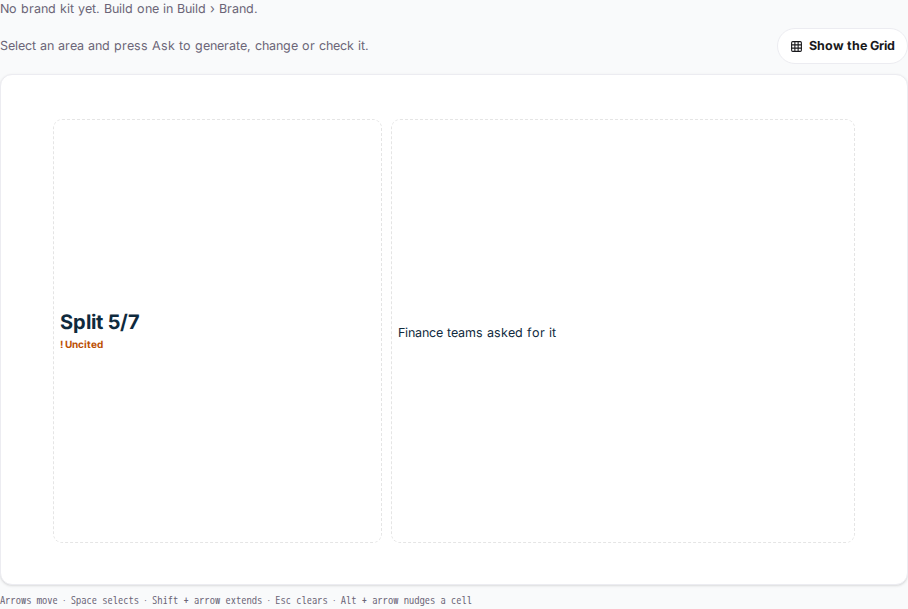 No brand kit yet. Build one in Build › Brand.
Select an area and press Ask to generate, change or check it.
Show the Grid
Split 5/7
! Uncited
Finance teams asked for it
Arrows move · Space selects · Shift + arrow extends · Esc clears · Alt + arrow nudges a cell